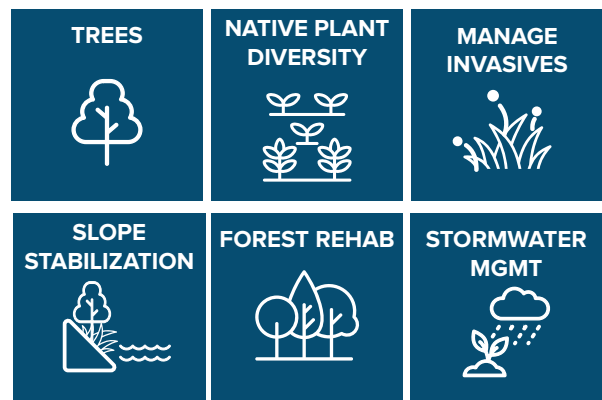 TREES
NATIVE PLANT
DIVERSITY
MANAGE
INVASIVES
SLOPE
STABILIZATION
FOREST REHAB
STORMWATER
MGMT